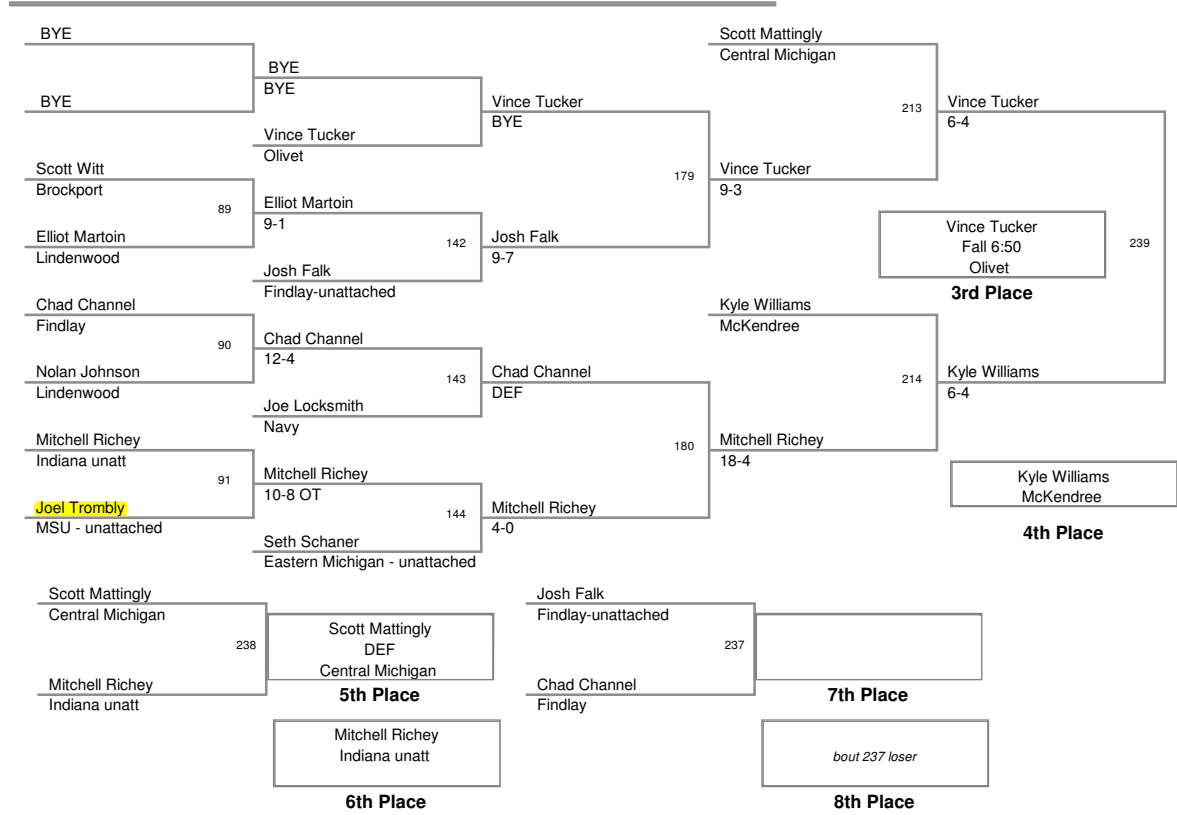 BYE
BYE
BYE
BYE
Vince Tucker
Olivet
Vince Tucker
BYE
Scott Witt
Brockport
89
Elliot Martoin
Lindenwood
Elliot Martoin
9-1
142
Josh Falk
Findlay-unattached
Josh Falk
9-7
179
Vince Tucker
9-3
Scott Mattingly
Central Michigan
213
Vince Tucker
6-4
Chad Channel
Findlay
90
Nolan Johnson
Lindenwood
Chad Channel
12-4
143
Joe Locksmith
Navy
Chad Channel
DEF
Mitchell Richey
Indiana unatt
91
Joel Trombly
MSU - unattached
Mitchell Richey
10-8 OT
144
Seth Schaner
Eastern Michigan - unattached
Mitchell Richey
4-0
180
Mitchell Richey
18-4
Kyle Williams
McKendree
214
Kyle Williams
6-4
239
Vince Tucker
Fall 6:50
Olivet
3rd Place
Kyle Williams
McKendree
4th Place
Scott Mattingly
Central Michigan
238
Mitchell Richey
Indiana unatt
Scott Mattingly
DEF
Central Michigan
5th Place
Mitchell Richey
Indiana unatt
6th Place
Josh Falk
Findlay-unattached
237
Chad Channel
Findlay
7th Place
bout 237 loser
8th Place